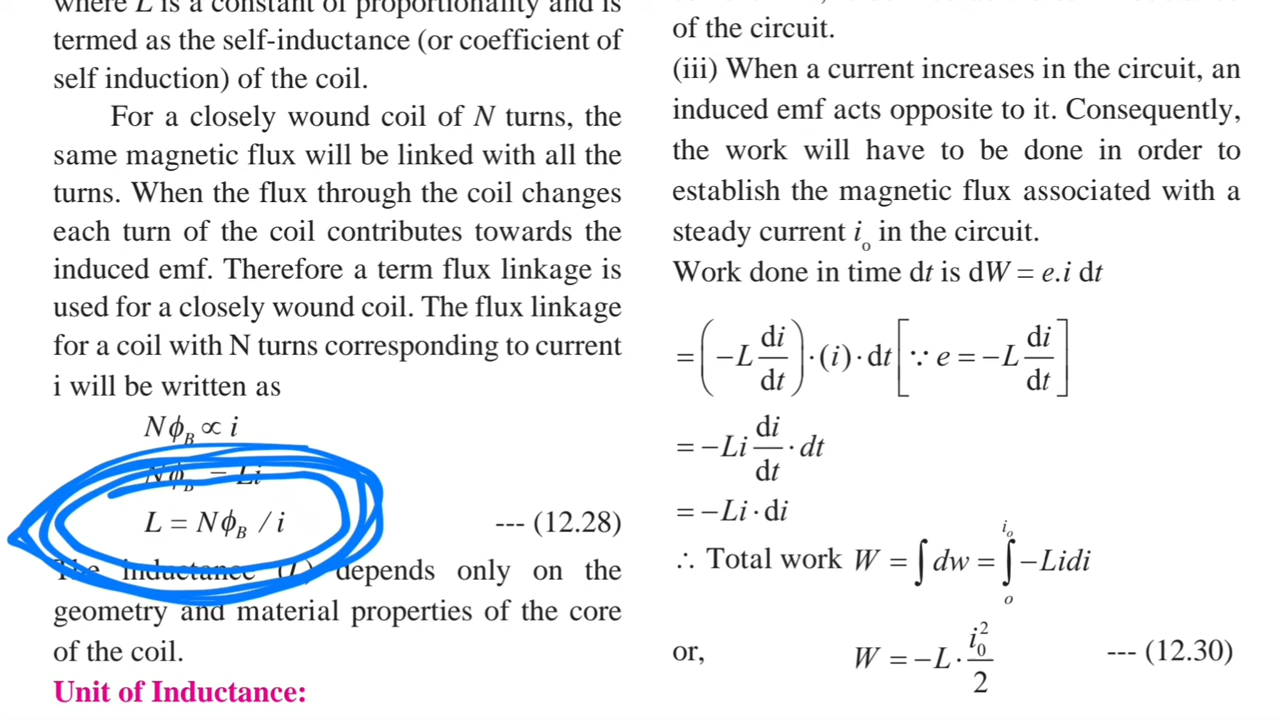 where L is a constant of proportionality and is
termed as the self-inductance (or coefficient of
self induction) of the coil.
For a closely wound coil of N turns, the
same magnetic flux will be linked with all the
turns. When the flux through the coil changes
each turn of the coil contributes towards the
induced emf. Therefore a term flux linkage is
used for a closely wound coil. The flux linkage
for a coil with N turns corresponding to current
i will be written as
Nϕ_B ∝ i
Nϕ_B = Li
L = Nϕ_B / i --- (12.28)
The inductance (L) depends only on the
geometry and material properties of the core
of the coil.
Unit of Inductance:
of the circuit.
(iii) When a current increases in the circuit, an
induced emf acts opposite to it. Consequently,
the work will have to be done in order to
establish the magnetic flux associated with a
steady current i_o in the circuit.
Work done in time dt is dW = e.i dt
= (−L di/dt) · (i) · dt [∵ e = −L di/dt]
= −Li di/dt · dt
= −Li · di
∴ Total work W = ∫ dw = ∫_o^{i_o} −Lidi
or, W = −L · i_0^2/2 --- (12.30)